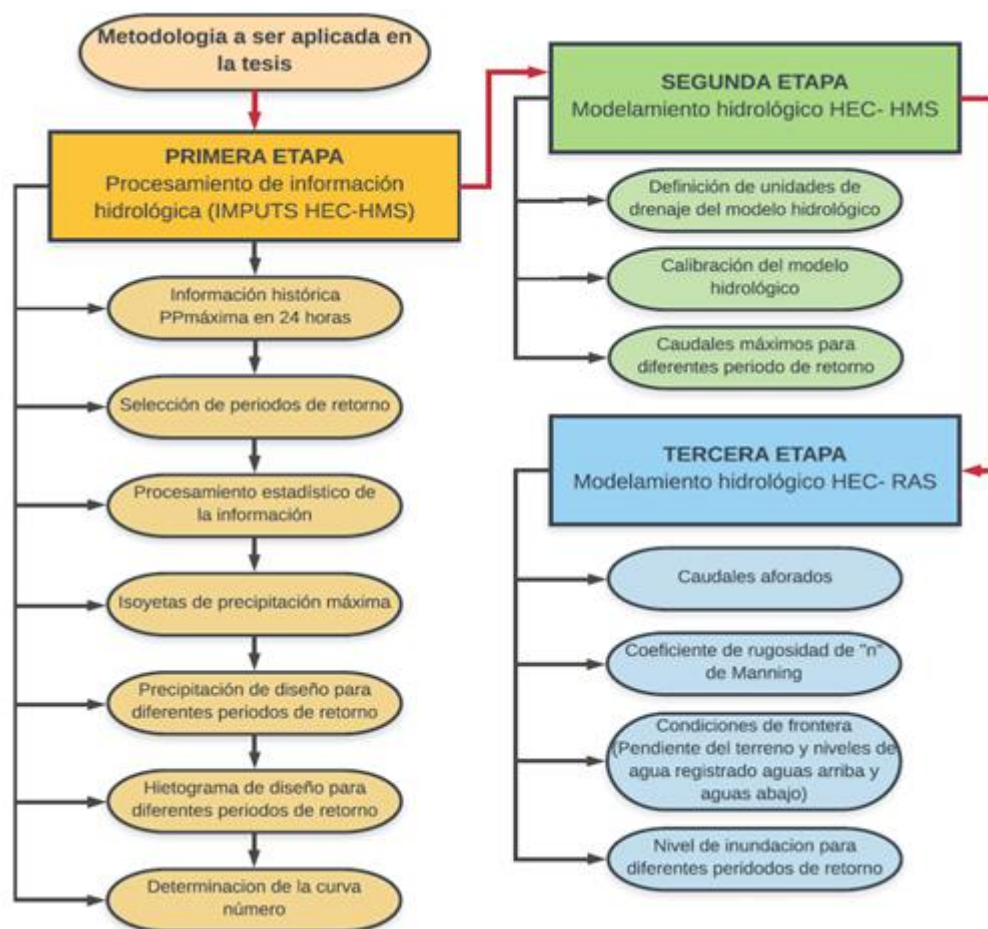 Metodologia a ser aplicada en
la tesis
PRIMERA ETAPA
Procesamiento de información
hidrológica (IMPUTS HEC-HMS)
Información histórica
PPmáxima en 24 horas
Selección de periodos de retorno
Procesamiento estadístico de
la información
Isoyetas de precipitación máxima
Precipitación de diseño para
diferentes periodos de retorno
Hietograma de diseño para
diferentes periodos de retorno
Determinacion de la curva
número
SEGUNDA ETAPA
Modelamiento hidrológico HEC- HMS
Definición de unidades de
drenaje del modelo hidrológico
Calibración del modelo
hidrológico
Caudales máximos para
diferentes periodo de retorno
TERCERA ETAPA
Modelamiento hidrológico HEC- RAS
Caudales aforados
Coeficiente de rugosidad de "n"
de Manning
Condiciones de frontera
(Pendiente del terreno y niveles de
agua registrado aguas arriba y
aguas abajo)
Nivel de inundacion para
diferentes peridodos de retorno